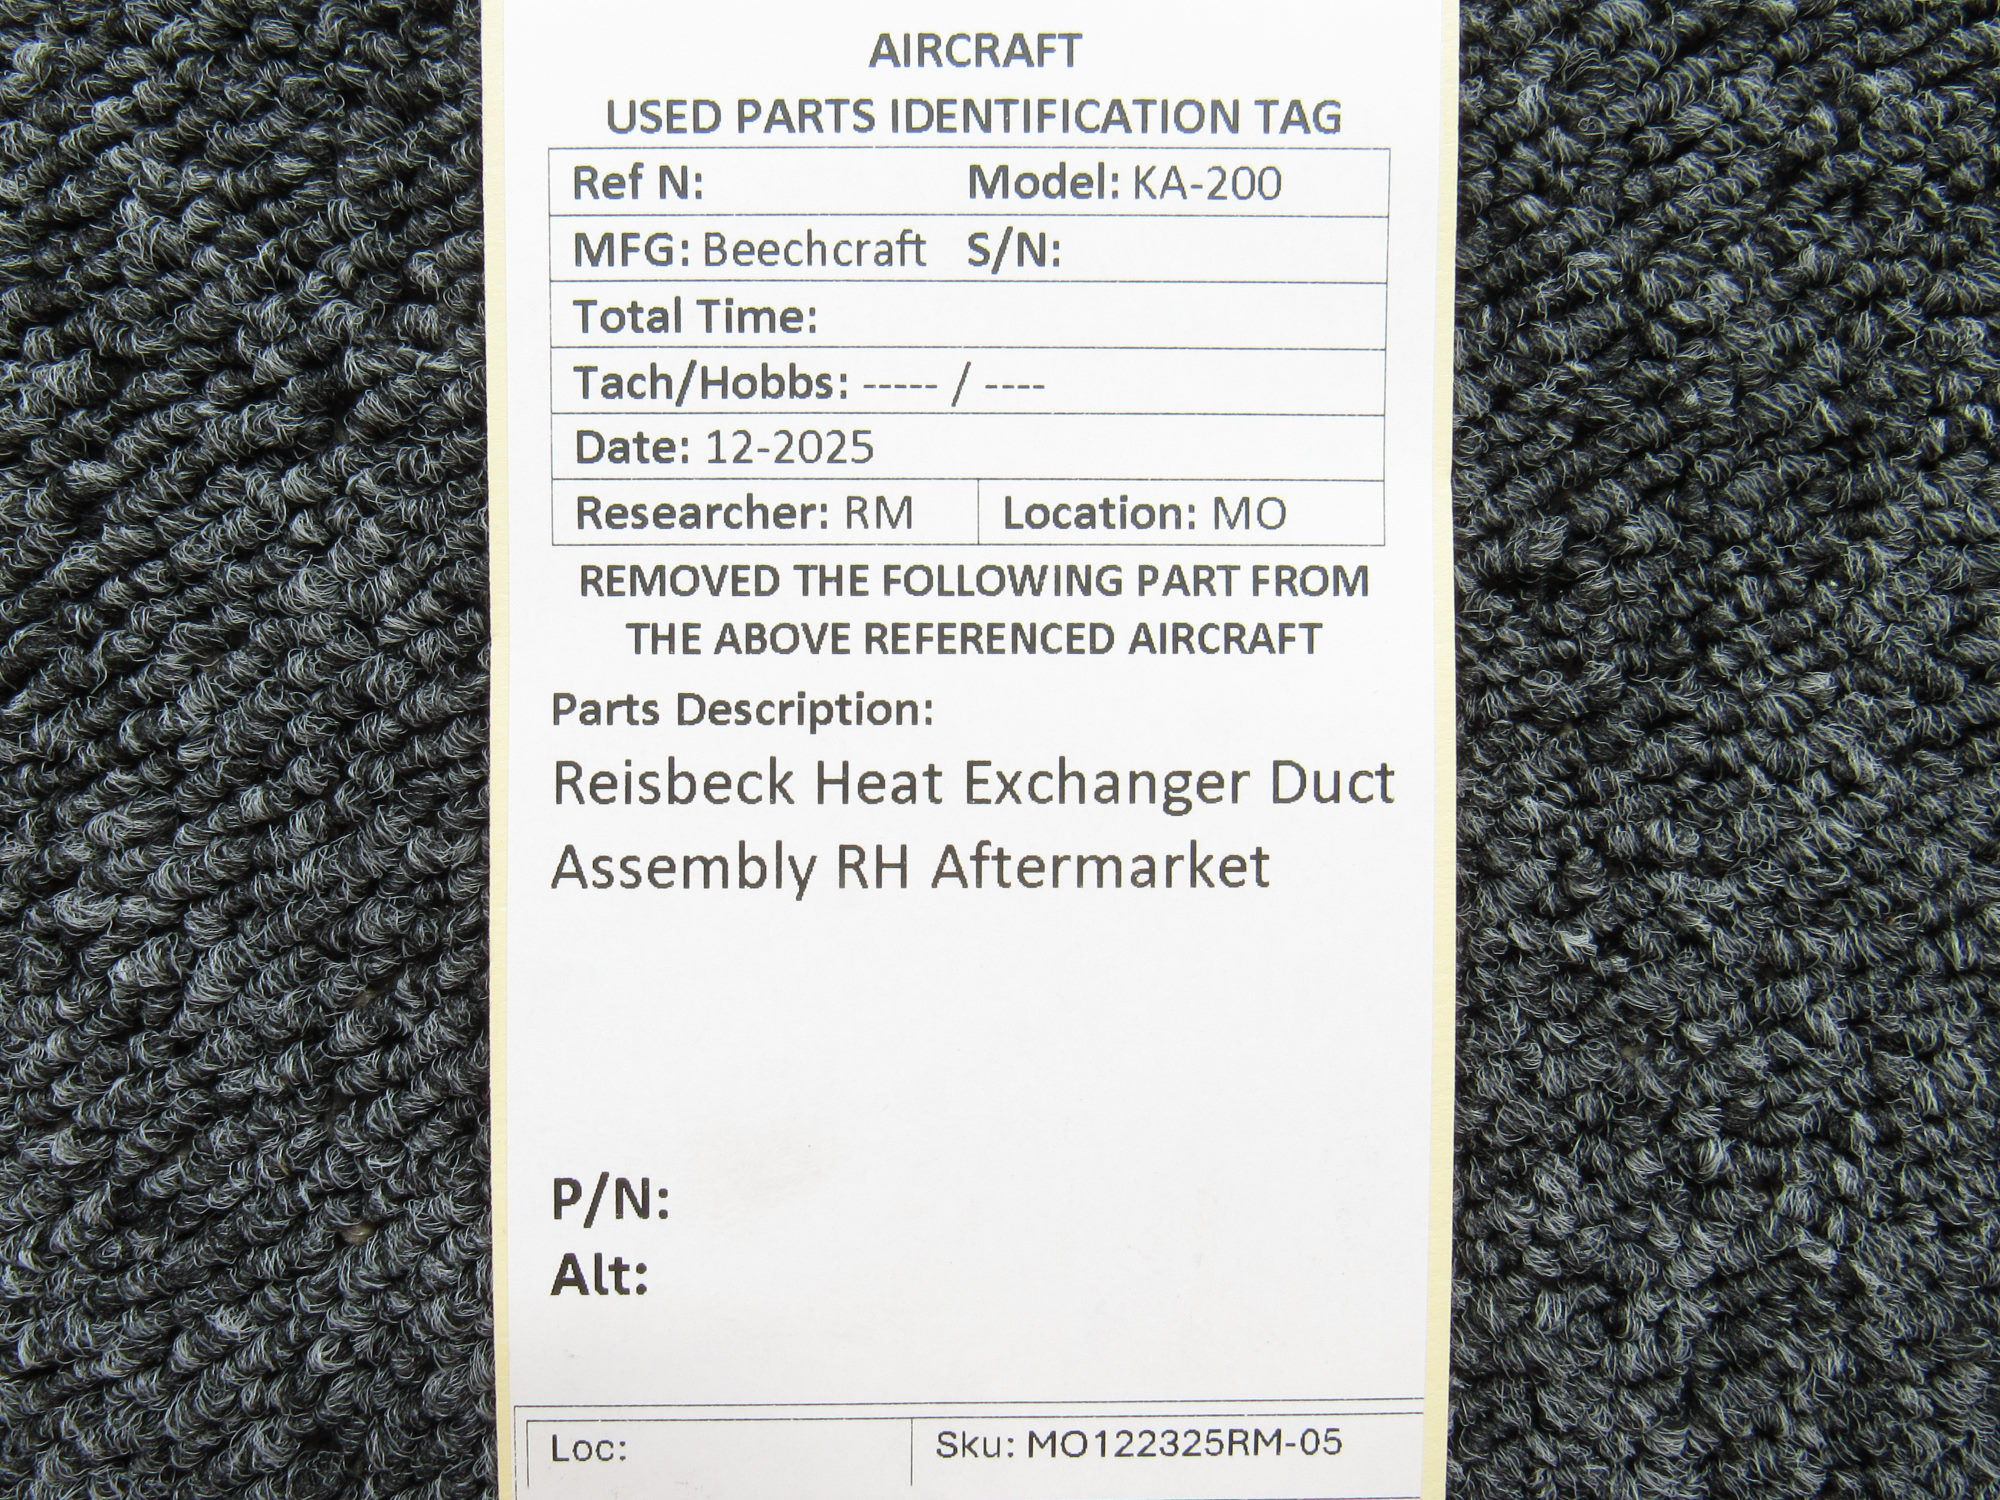 AIRCRAFT
USED PARTS IDENTIFICATION TAG
Ref N: Model: KA-200
MFG: Beechcraft S/N:
Total Time:
Tach/Hobbs: ----- / ----
Date: 12-2025
Researcher: RM Location: MO
REMOVED THE FOLLOWING PART FROM
THE ABOVE REFERENCED AIRCRAFT
Parts Description:
Reisbeck Heat Exchanger Duct
Assembly RH Aftermarket
P/N:
Alt:
Loc: Sku: MO122325RM-05